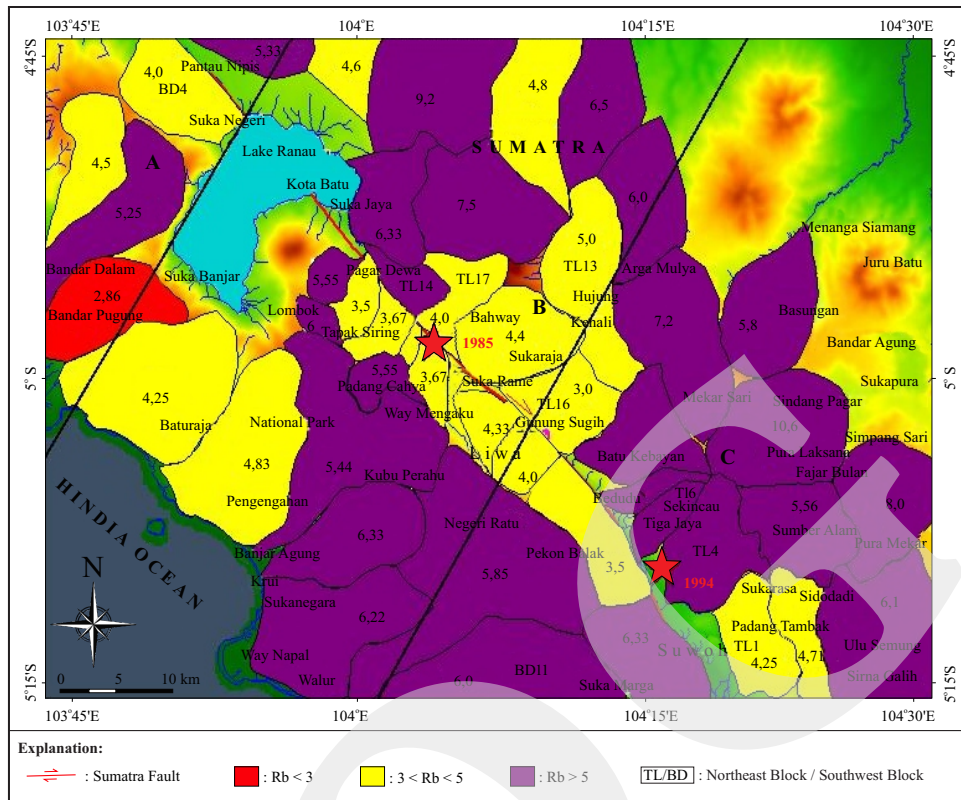 103°45'E 104°E 104°15'E 104°30'E
4°45'S
4°45'S
5,33
Pantau Nipis
4,0
BD4
4,6
9,2
4,8
6,5
Suka Negeri
4,5
A
Lake Ranau
SUMATRA
Kota Batu
Suka Jaya
5,25
7,5
6,0
6,33
5,0
Menanga Siamang
Bandar Dalam
Suka Banjar
5,55
Pagar Dewa
TL14
TL17
TL13
Arga Mulya
Juru Batu
2,86
Bandar Pugung
Lombok
3,5
3,67
4,0
Bahway
B
Hujung
Basungan
6
Tapak Siring
1985
4,4
Kenali
7,2
5,8
Bandar Agung
Sukaraja
5,55
3,67
Suka Rame
3,0
5°S
5°S
Padang Cahya
Sukapura
4,25
Baturaja
National Park
Way Mengaku
TL16
Mekar Sari
Sindang Pagar
4,33
Gunung Sugih
10,6
Simpang Sari
4,83
5,44
Liwa
Batu Kebayan
C
Pura Laksana
Fajar Bulan
Kubu Perahu
4,0
HINDIA OCEAN
Pengengahan
Bedudu
TL6
Sekincau
5,56
8,0
Negeri Ratu
Tiga Jaya
Sumber Alam
6,33
Pura Mekar
Banjar Agung
Pekon Balak
TL4
N
Krui
5,85
3,5
1994
Sukarasa
Sidodadi
Sukanegara
6,1
6,22
Padang Tambak
6,33
Suwoh
TL1
4,71
Ulu Semung
Way Napal
BD11
4,25
Sirna Galih
5°15'S
5°15'S
Walur
6,0
Suka Marga
0 5 10 km
103°45'E 104°E 104°15'E 104°30'E
Explanation:
: Sumatra Fault : Rb < 3 : 3 < Rb < 5 : Rb > 5 TL/BD : Northeast Block / Southwest Block